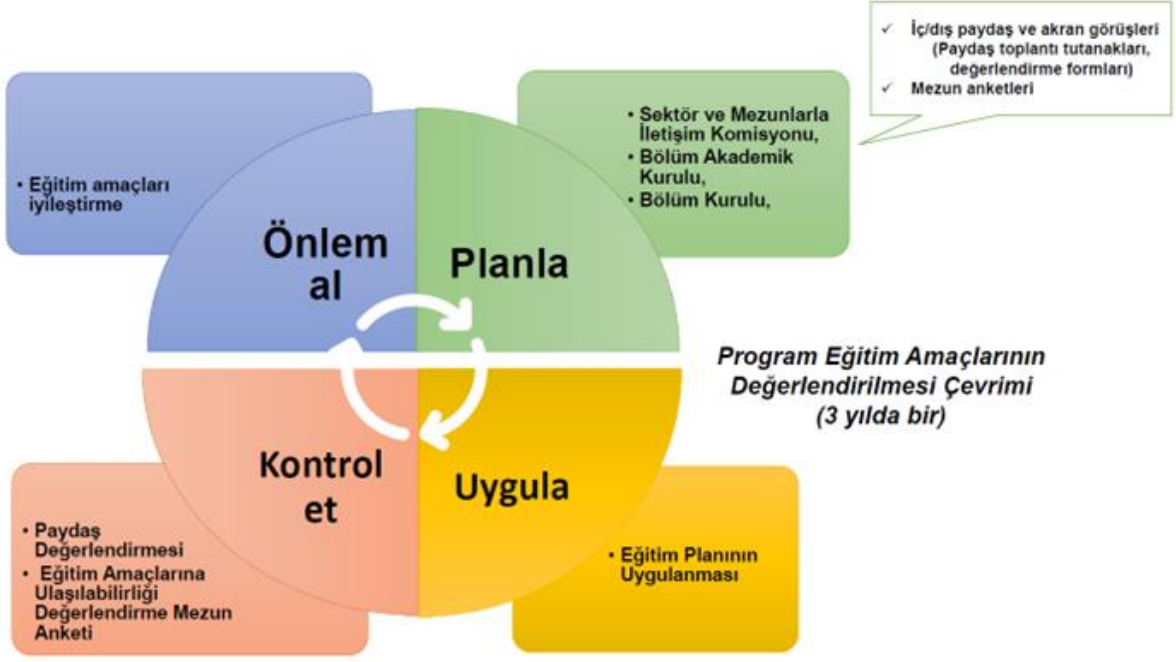 ✓ İç/dış paydaş ve akran görüşleri
(Paydaş toplantı tutanakları,
değerlendirme formları)
✓ Mezun anketleri
• Eğitim amaçları
iyileştirme
• Sektör ve Mezunlarla
İletişim Komisyonu,
• Bölüm Akademik
Kurulu,
• Bölüm Kurulu,
Önlem
al
Planla
Program Eğitim Amaçlarının
Değerlendirilmesi Çevrimi
(3 yılda bir)
Kontrol
et
Uygula
• Paydaş
Değerlendirmesi
• Eğitim Amaçlarına
Ulaşılabilirliği
Değerlendirme Mezun
Anketi
• Eğitim Planının
Uygulanması